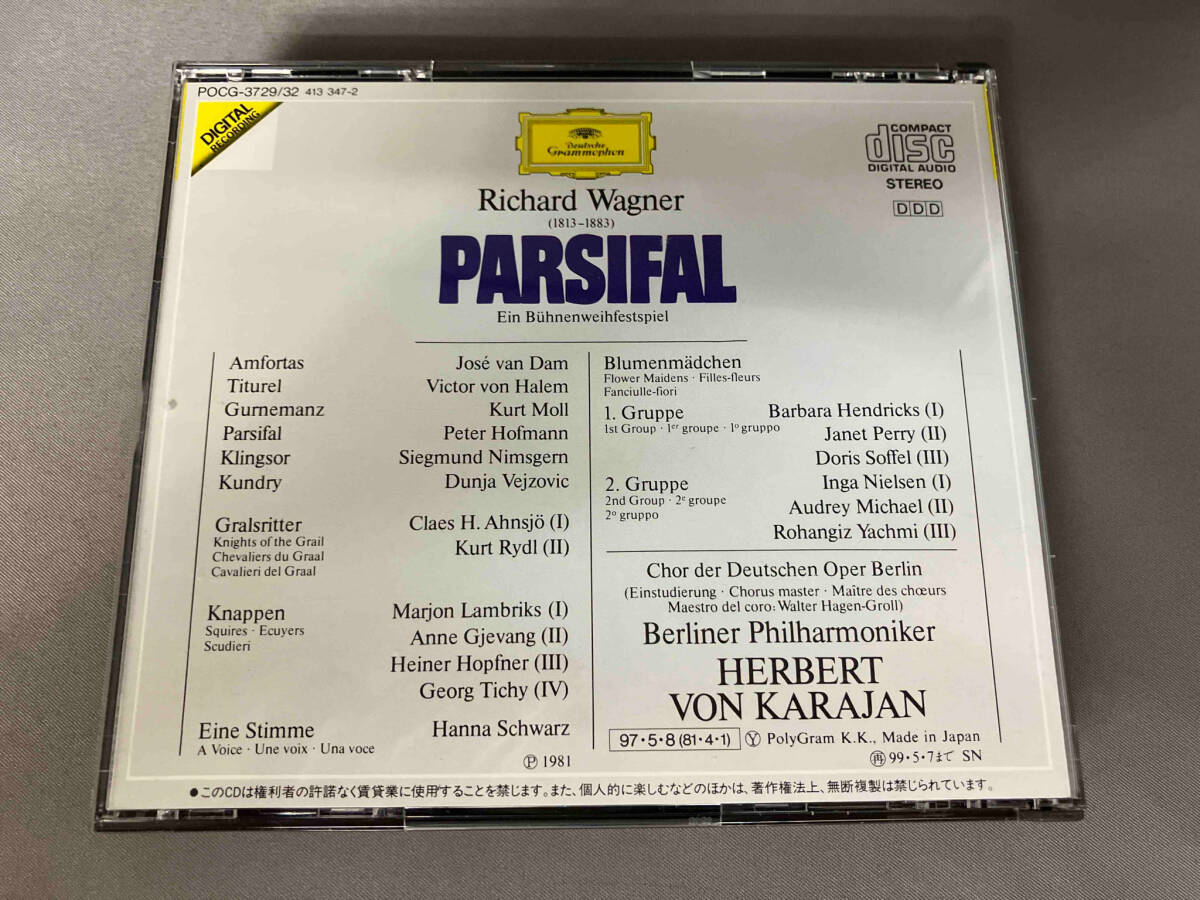 POCG-3729/32 413 347-2
DIGITAL
RECORDING
Deutsche
Grammophon
COMPACT
disc
DIGITAL AUDIO
STEREO
DDD
Richard Wagner
(1813-1883)
PARSIFAL
Ein Bühnenweihfestspiel
Amfortas José van Dam
Titurel Victor von Halem
Gurnemanz Kurt Moll
Parsifal Peter Hofmann
Klingsor Siegmund Nimsgern
Kundry Dunja Vejzovic
Gralsritter Claes H. Ahnsjö (I)
Knights of the Grail Kurt Rydl (II)
Chevaliers du Graal
Cavalieri del Graal
Knappen Marjon Lambriks (I)
Squires · Ecuyers Anne Gjevang (II)
Scudieri
Heiner Hopfner (III)
Georg Tichy (IV)
Eine Stimme Hanna Schwarz
A Voice · Une voix · Una voce
Ⓟ 1981
Blumenmädchen
Flower Maidens · Filles-fleurs
Fanciulle-fiori
1. Gruppe Barbara Hendricks (I)
1st Group · 1er groupe · 1o gruppo
Janet Perry (II)
Doris Soffel (III)
2. Gruppe Inga Nielsen (I)
2nd Group · 2e groupe
2o gruppo
Audrey Michael (II)
Rohangiz Yachmi (III)
Chor der Deutschen Oper Berlin
(Einstudierung · Chorus master · Maître des chœurs
Maestro del coro: Walter Hagen-Groll)
Berliner Philharmoniker
HERBERT
VON KARAJAN
97·5·8 (81·4·1) Ⓨ PolyGram K.K., Made in Japan
再 99·5·7まで SN
●このCDは権利者の許諾なく賃貸業に使用することを禁じます。また、個人的に楽しむなどのほかは、著作権法上、無断複製は禁じられています。